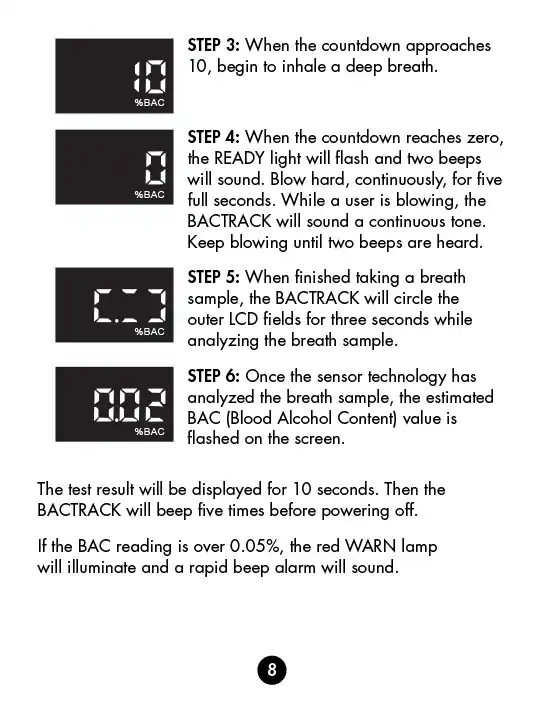 10
%BAC
STEP 3: When the countdown approaches
10, begin to inhale a deep breath.
0
%BAC
STEP 4: When the countdown reaches zero,
the READY light will flash and two beeps
will sound. Blow hard, continuously, for five
full seconds. While a user is blowing, the
BACTRACK will sound a continuous tone.
Keep blowing until two beeps are heard.
%BAC
STEP 5: When finished taking a breath
sample, the BACTRACK will circle the
outer LCD fields for three seconds while
analyzing the breath sample.
0.02
%BAC
STEP 6: Once the sensor technology has
analyzed the breath sample, the estimated
BAC (Blood Alcohol Content) value is
flashed on the screen.
The test result will be displayed for 10 seconds. Then the
BACTRACK will beep five times before powering off.
If the BAC reading is over 0.05%, the red WARN lamp
will illuminate and a rapid beep alarm will sound.
8